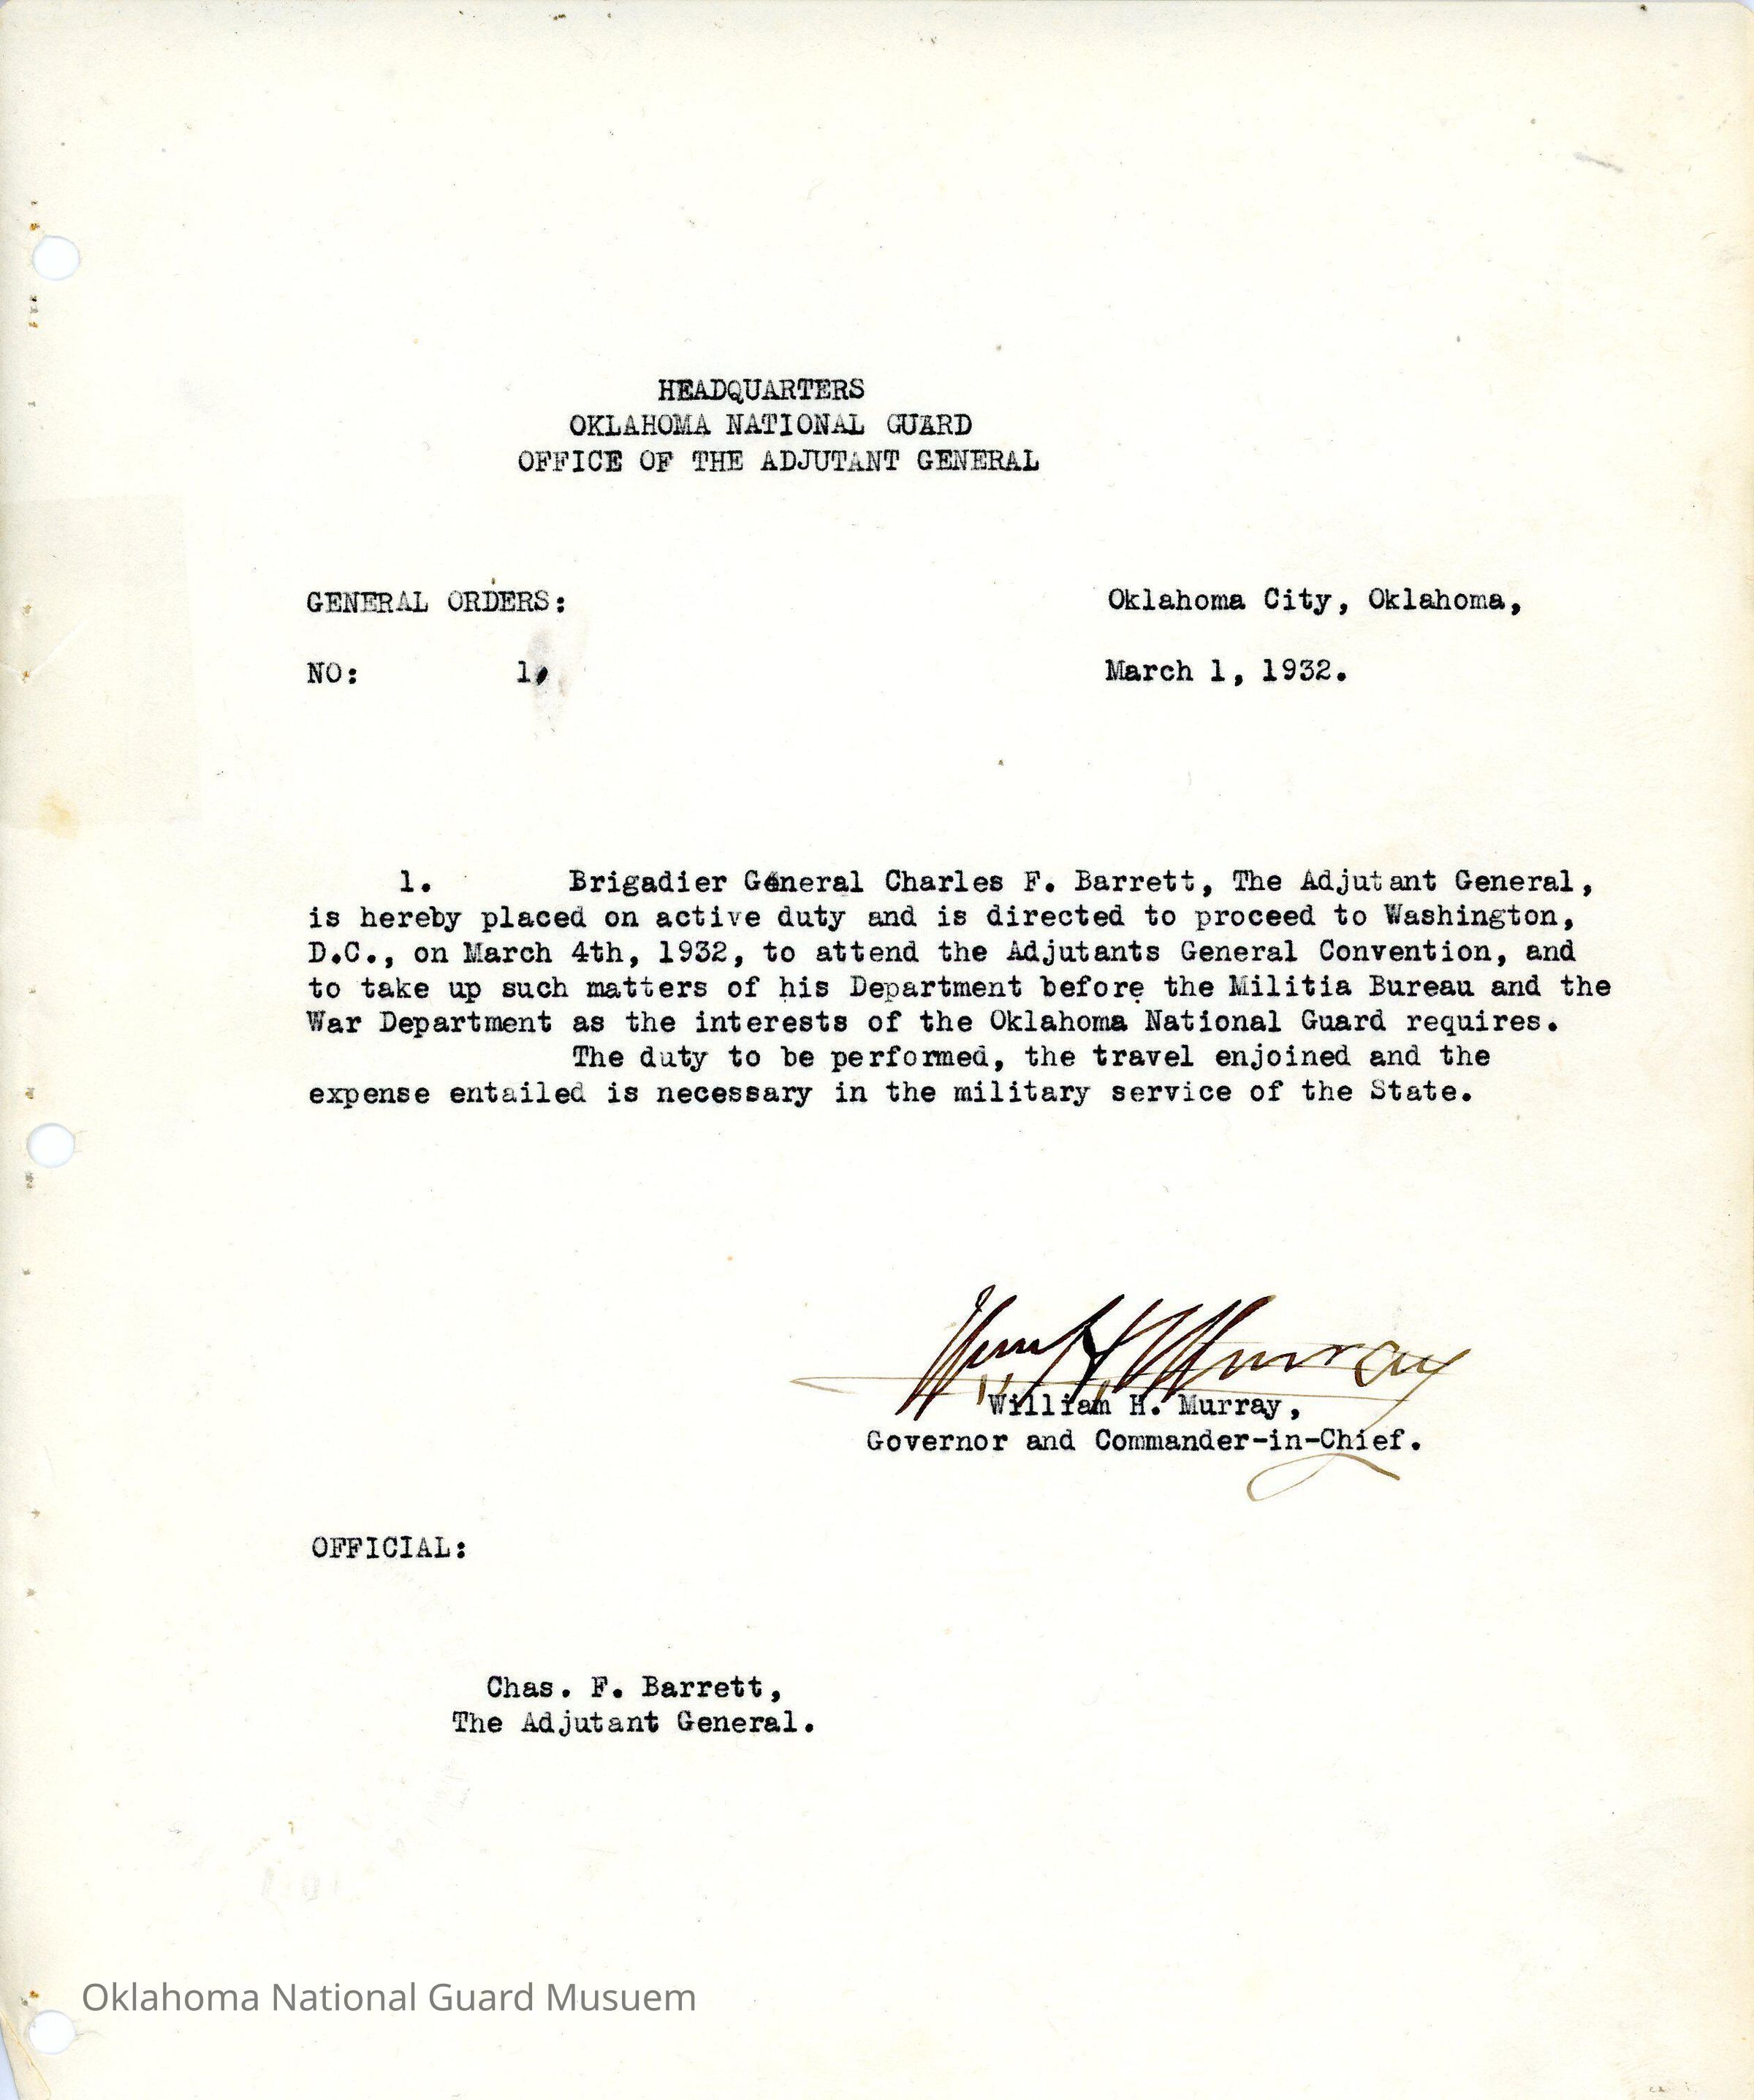 HEADQUARTERS
OKLAHOMA NATIONAL GUARD
OFFICE OF THE ADJUTANT GENERAL
GENERAL ORDERS: Oklahoma City, Oklahoma,
NO: 1, March 1, 1932.
1. Brigadier General Charles F. Barrett, The Adjutant General,
is hereby placed on active duty and is directed to proceed to Washington,
D.C., on March 4th, 1932, to attend the Adjutants General Convention, and
to take up such matters of his Department before the Militia Bureau and the
War Department as the interests of the Oklahoma National Guard requires.
The duty to be performed, the travel enjoined and the
expense entailed is necessary in the military service of the State.
Wm H Murray
William H. Murray,
Governor and Commander-in-Chief.
OFFICIAL:
Chas. F. Barrett,
The Adjutant General.
Oklahoma National Guard Musuem